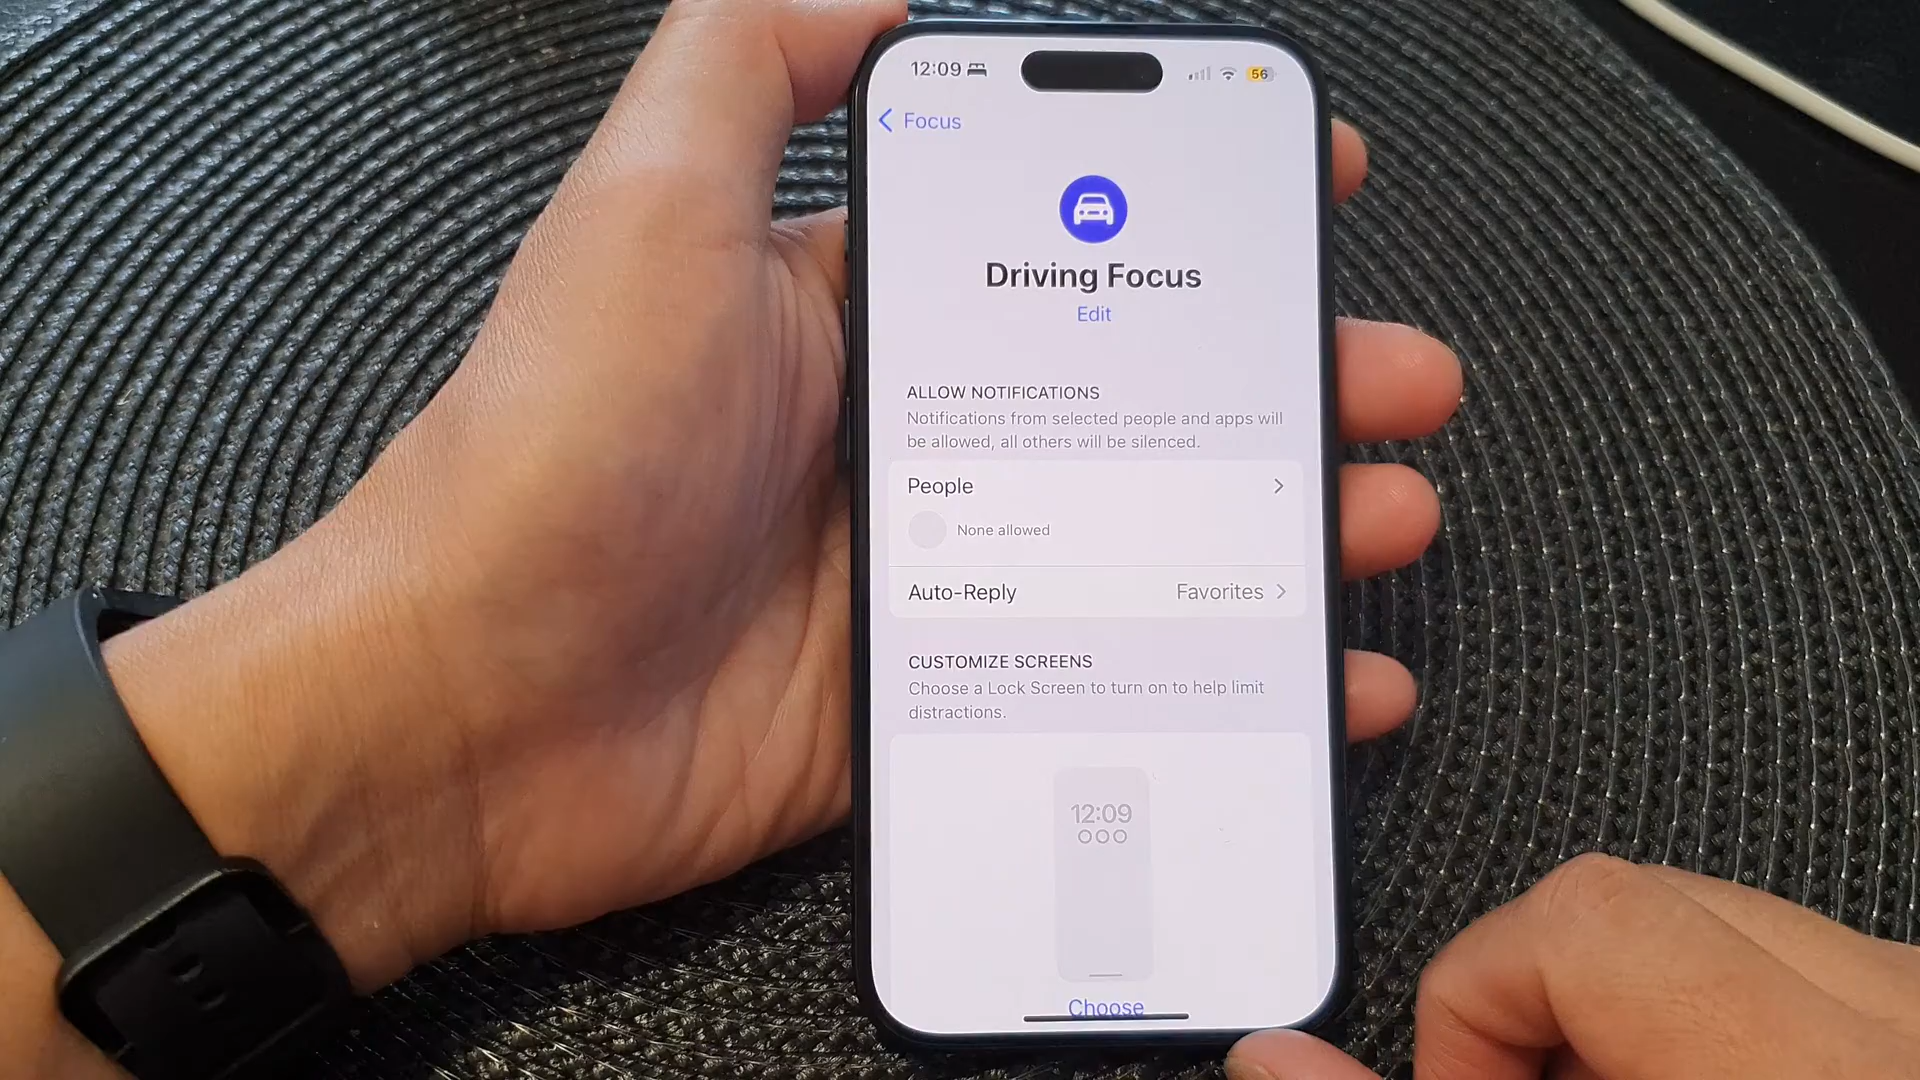 12:09
56
Focus
Driving Focus
Edit
ALLOW NOTIFICATIONS
Notifications from selected people and apps will
be allowed, all others will be silenced.
People
None allowed
Auto-Reply Favorites
CUSTOMIZE SCREENS
Choose a Lock Screen to turn on to help limit
distractions.
12:09
Choose